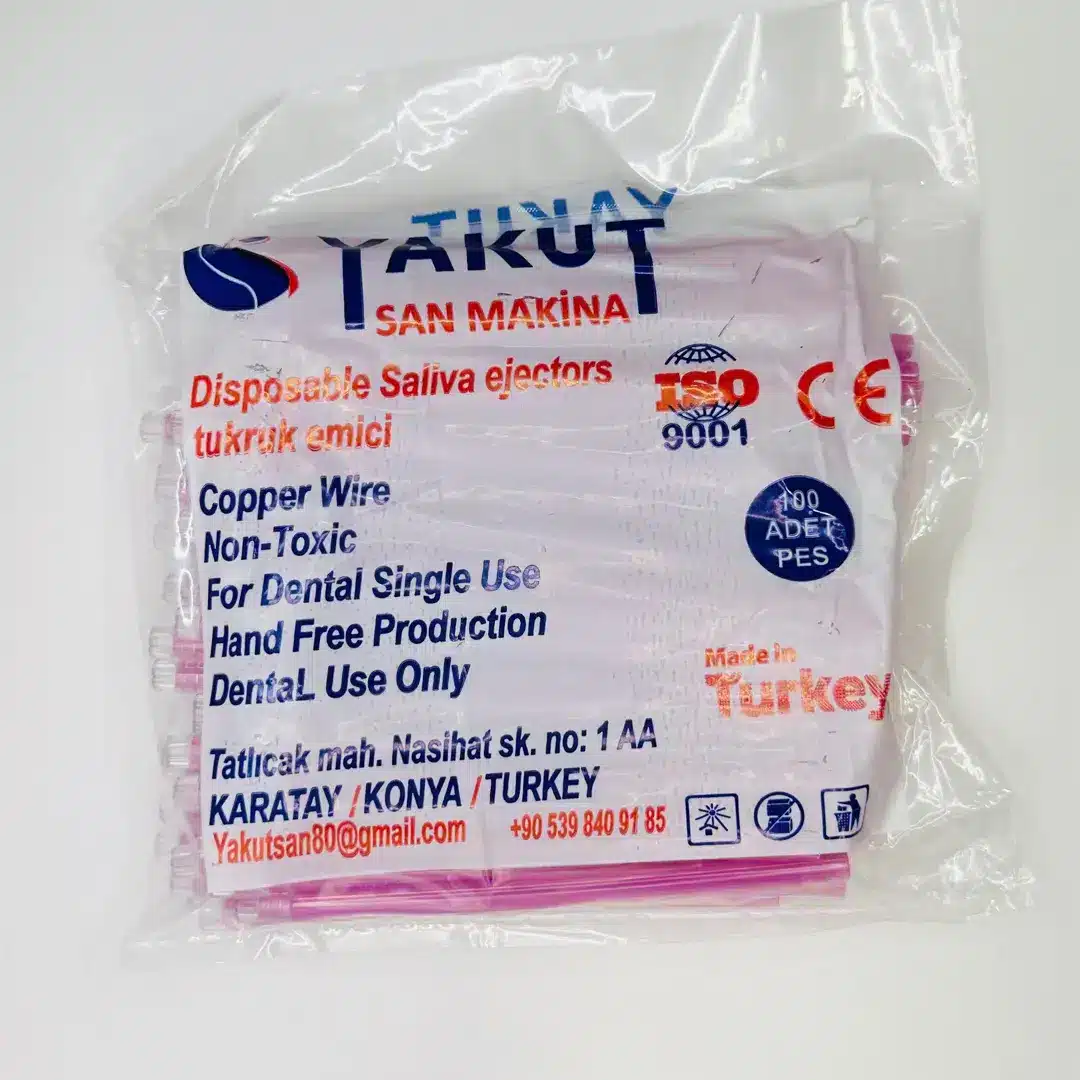 TUKAY
YAKUT
SAN MAKİNA
Disposable Saliva ejectors
tukruk emici
ISO
9001
CE
Copper Wire
Non-Toxic
For Dental Single Use
Hand Free Production
DentaL Use Only
100
ADET
PES
Made in
Turkey
Tatlıcak mah. Nasihat sk. no: 1 AA
KARATAY / KONYA / TURKEY
Yakutsan80@gmail.com +90 539 840 91 85